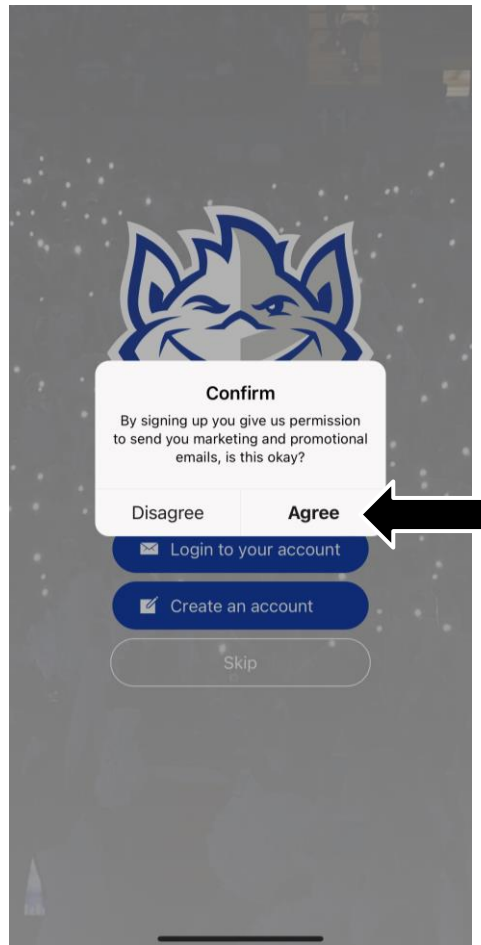 Confirm
By signing up you give us permission
to send you marketing and promotional
emails, is this okay?
Disagree Agree
Login to your account
Create an account
Skip